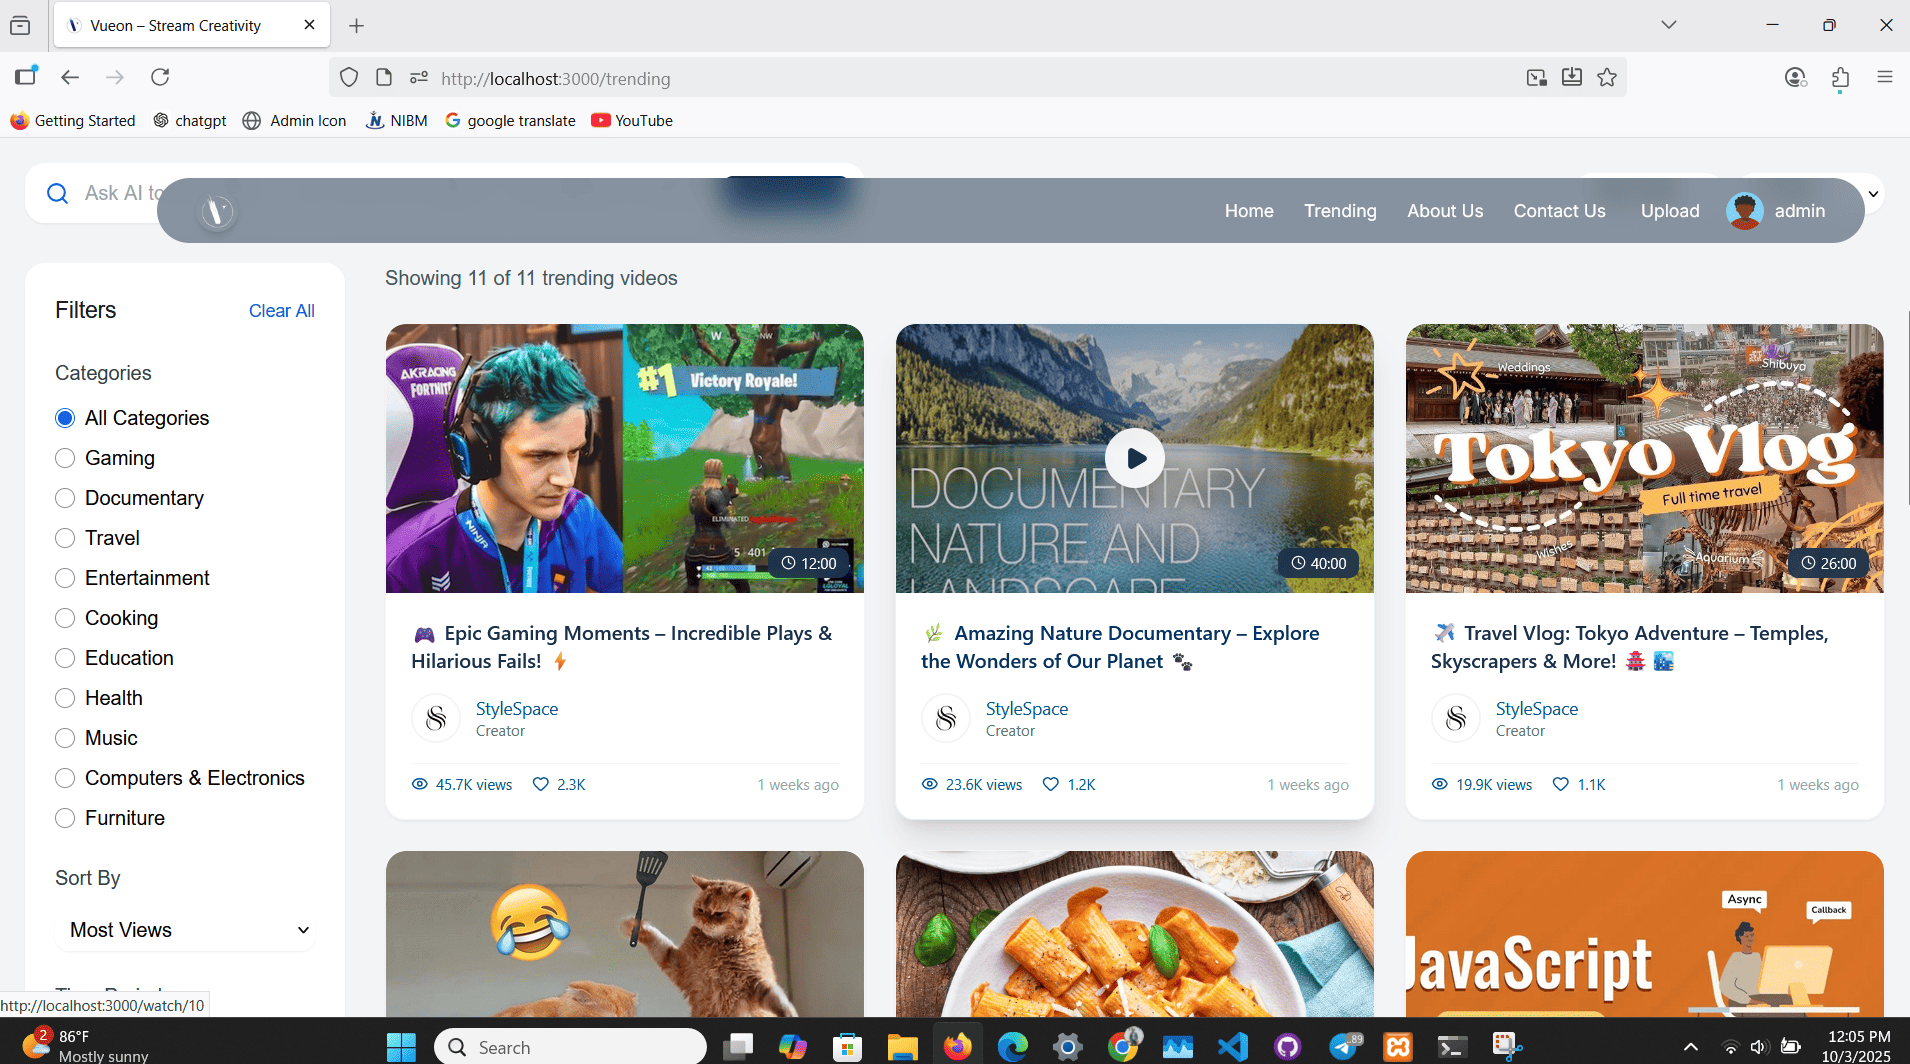 Vueon – Stream Creativity
http://localhost:3000/trending
Getting Started
chatgpt
Admin Icon
NIBM
google translate
YouTube
Ask AI to
Home
Trending
About Us
Contact Us
Upload
admin
Showing 11 of 11 trending videos
Filters
Clear All
Categories
All Categories
Gaming
Documentary
Travel
Entertainment
Cooking
Education
Health
Music
Computers & Electronics
Furniture
Sort By
Most Views
http://localhost:3000/watch/10
AKRACING
FORTNITE
NINJA
W
NW
#1 Victory Royale!
ELIMINATED
5
401
12:00
🎮 Epic Gaming Moments – Incredible Plays &
Hilarious Fails! ⚡
StyleSpace
Creator
45.7K views
2.3K
1 weeks ago
DOCUMENTARY
NATURE AND
LANDSCAPE
40:00
🌿 Amazing Nature Documentary – Explore
the Wonders of Our Planet 🐾
StyleSpace
Creator
23.6K views
1.2K
1 weeks ago
Weddings
Shibuya
Tokyo Vlog
Full time travel
Wishes
Aquarium
26:00
✈️ Travel Vlog: Tokyo Adventure – Temples,
Skyscrapers & More! 🏯 🌃
StyleSpace
Creator
19.9K views
1.1K
1 weeks ago
Async
Callback
JavaScript
2
86°F
Mostly sunny
Search
.89
12:05 PM
10/3/2025